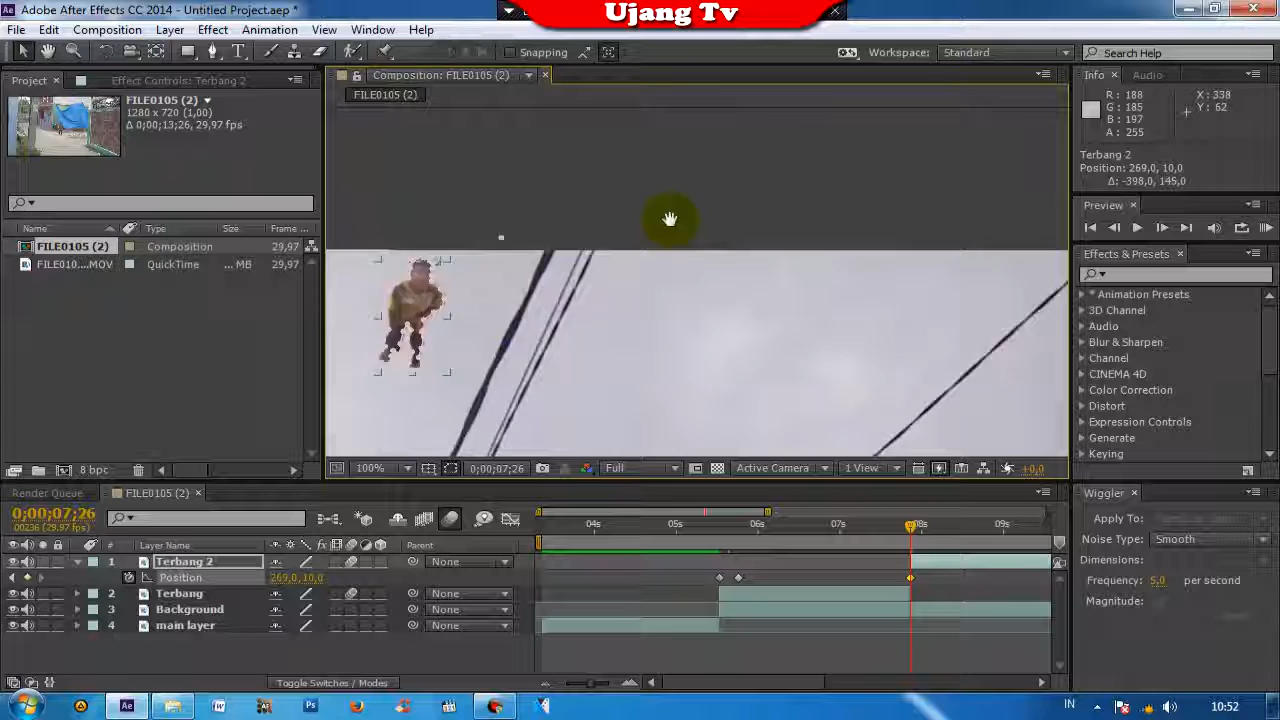 Adobe After Effects CC 2014 - Untitled Project.aep *
Ujang Tv
File Edit Composition Layer Effect Animation View Window Help
Snapping
Workspace: Standard
Search Help
Project
Effect Controls: Terbang 2
FILE0105 (2)
1280 x 720 (1,00)
Δ 0;00;13;26, 29,97 fps
Name Type Size Frame ...
FILE0105 (2) Composition 29,97
FILE010....MOV QuickTime ... MB 29,97
8 bpc
Composition: FILE0105 (2)
FILE0105 (2)
100% 0;00;07;26 Full Active Camera 1 View +0,0
Info Audio
R : 188
G : 185
B : 197
A : 255
X : 338
Y : 62
Terbang 2
Position: 269,0, 10,0
Δ: -398,0, 145,0
Preview
Effects & Presets
* Animation Presets
3D Channel
Audio
Blur & Sharpen
Channel
CINEMA 4D
Color Correction
Distort
Expression Controls
Generate
Keying
Render Queue FILE0105 (2)
0;00;07;26
00236 (29.97 fps)
04s 05s 06s 07s 08s 09s
# Layer Name fx Parent
1 Terbang 2 None
Position 269,0, 10,0
2 Terbang None
3 Background None
4 main layer None
Toggle Switches / Modes
Wiggler
Apply To:
Noise Type: Smooth
Dimensions:
Frequency: 5,0 per second
Magnitude:
IN 10:52